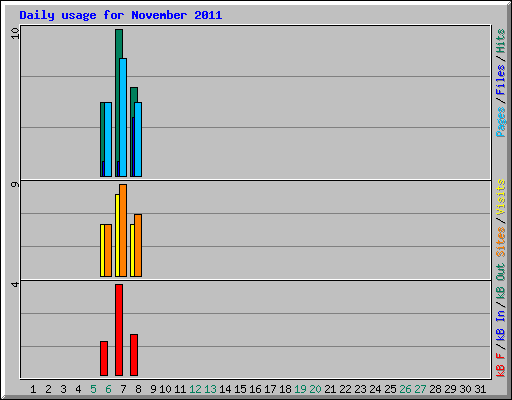 Daily usage for November 2011
10
Pages / Files / Hits
9
Sites / Visits
4
kB F / kB In / kB Out
1 2 3 4 5 6 7 8 9 10 11 12 13 14 15 16 17 18 19 20 21 22 23 24 25 26 27 28 29 30 31